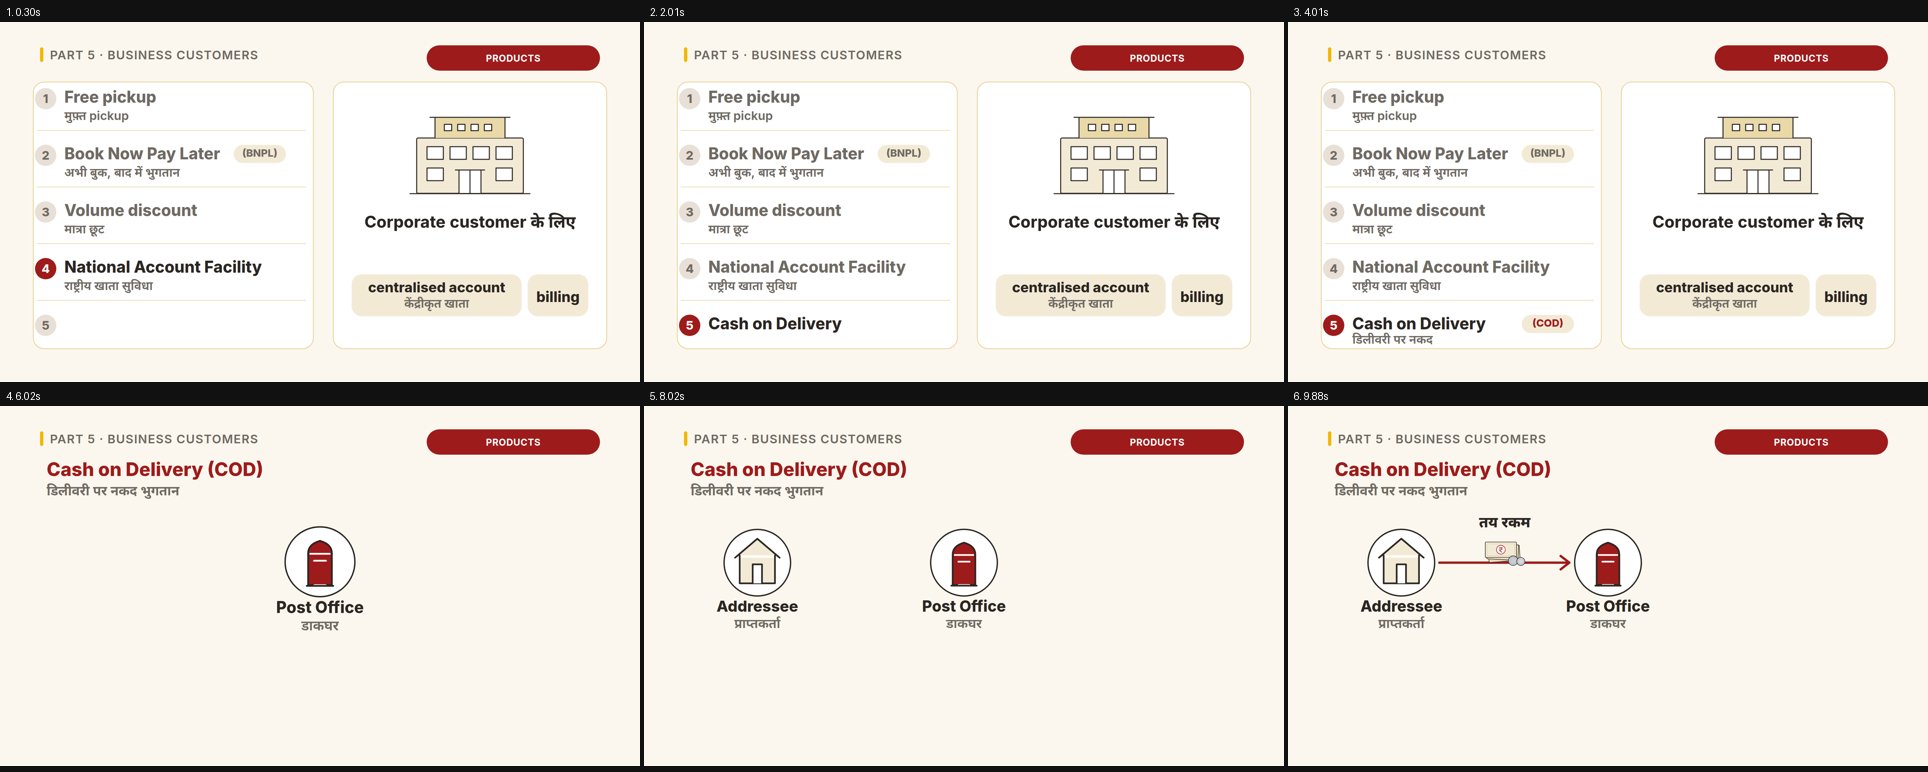 1. 0.30s
PART 5 · BUSINESS CUSTOMERS
PRODUCTS
1 Free pickup
मुफ़्त pickup
2 Book Now Pay Later (BNPL)
अभी बुक, बाद में भुगतान
3 Volume discount
मात्रा छूट
4 National Account Facility
राष्ट्रीय खाता सुविधा
5
Corporate customer के लिए
centralised account
केंद्रीकृत खाता
billing
2. 2.01s
PART 5 · BUSINESS CUSTOMERS
PRODUCTS
1 Free pickup
मुफ़्त pickup
2 Book Now Pay Later (BNPL)
अभी बुक, बाद में भुगतान
3 Volume discount
मात्रा छूट
4 National Account Facility
राष्ट्रीय खाता सुविधा
5 Cash on Delivery
Corporate customer के लिए
centralised account
केंद्रीकृत खाता
billing
3. 4.01s
PART 5 · BUSINESS CUSTOMERS
PRODUCTS
1 Free pickup
मुफ़्त pickup
2 Book Now Pay Later (BNPL)
अभी बुक, बाद में भुगतान
3 Volume discount
मात्रा छूट
4 National Account Facility
राष्ट्रीय खाता सुविधा
5 Cash on Delivery (COD)
डिलीवरी पर नकद
Corporate customer के लिए
centralised account
केंद्रीकृत खाता
billing
4. 6.02s
PART 5 · BUSINESS CUSTOMERS
PRODUCTS
Cash on Delivery (COD)
डिलीवरी पर नकद भुगतान
Post Office
डाकघर
5. 8.02s
PART 5 · BUSINESS CUSTOMERS
PRODUCTS
Cash on Delivery (COD)
डिलीवरी पर नकद भुगतान
Addressee
प्राप्तकर्ता
Post Office
डाकघर
6. 9.88s
PART 5 · BUSINESS CUSTOMERS
PRODUCTS
Cash on Delivery (COD)
डिलीवरी पर नकद भुगतान
तय रकम
₹
Addressee
प्राप्तकर्ता
Post Office
डाकघर